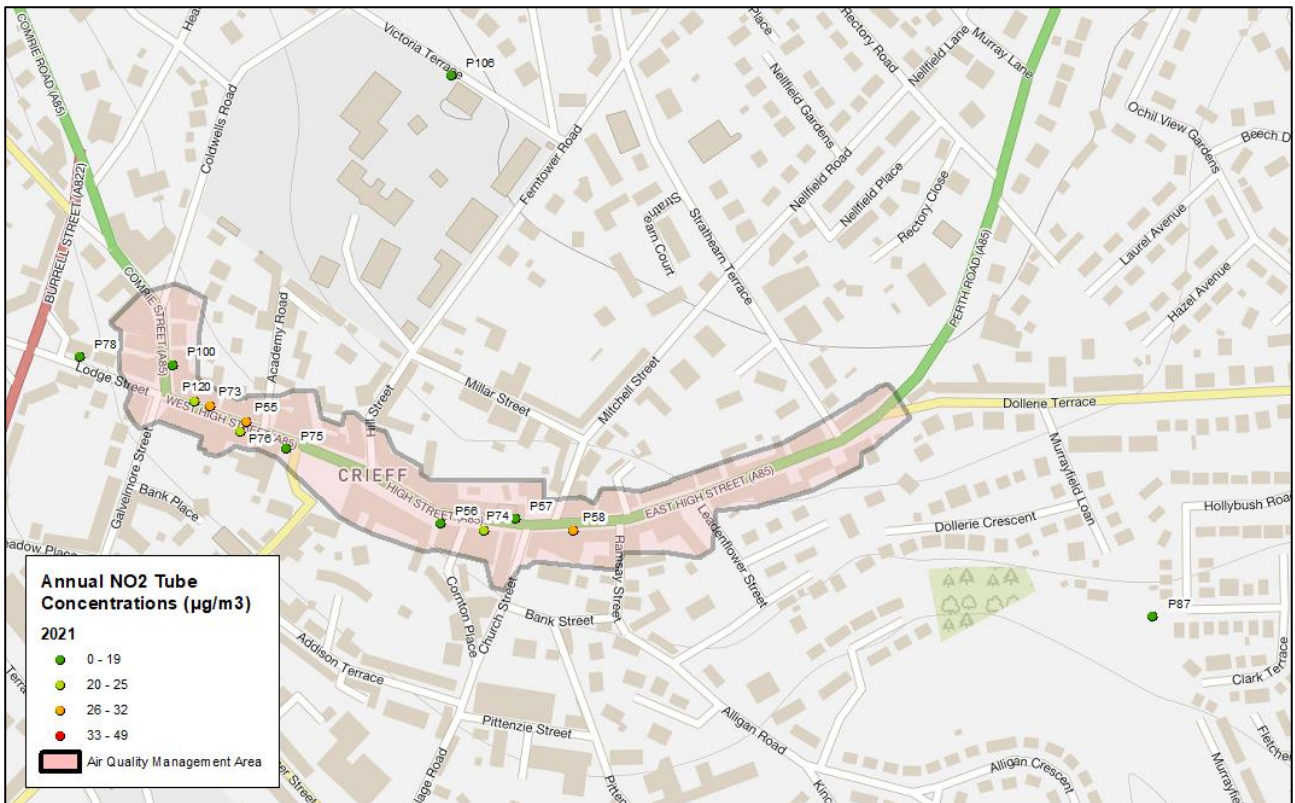 COMRIE ROAD (A85)
Victoria Terrace
P106
Coldwells Road
Ferntower Road
Place
Rectory Road
Nellfield Lane
Murray Lane
Nellfield Gardens
Nellfield Road
Nellfield Place
Rectory Close
Ochil View Gardens
Laurel Avenue
Hazel Avenue
Strathearn Court
Strathearn Terrace
BURRELL STREET (A822)
COMRIE STREET (A85)
Academy Road
PERTH ROAD (A85)
P78
P100
Lodge Street
P120
P73
P55
P76
P75
WEST HIGH STREET (A85)
Hill Street
Millar Street
Mitchell Street
Dollerie Terrace
Galvelmore Street
CRIEFF
Bank Place
HIGH STREET (A85)
P56
P74
P57
P58
EAST HIGH STREET (A85)
Leadenflower Street
Dollerie Crescent
Murrayfield Loan
Hollybush Road
Ramsay Street
Cornton Place
Church Street
Bank Street
P87
Clark Terrace
Addison Terrace
Pittenzie Street
Alligan Road
Alligan Crescent
Annual NO2 Tube
Concentrations (µg/m3)
2021
0 - 19
20 - 25
26 - 32
33 - 49
Air Quality Management Area